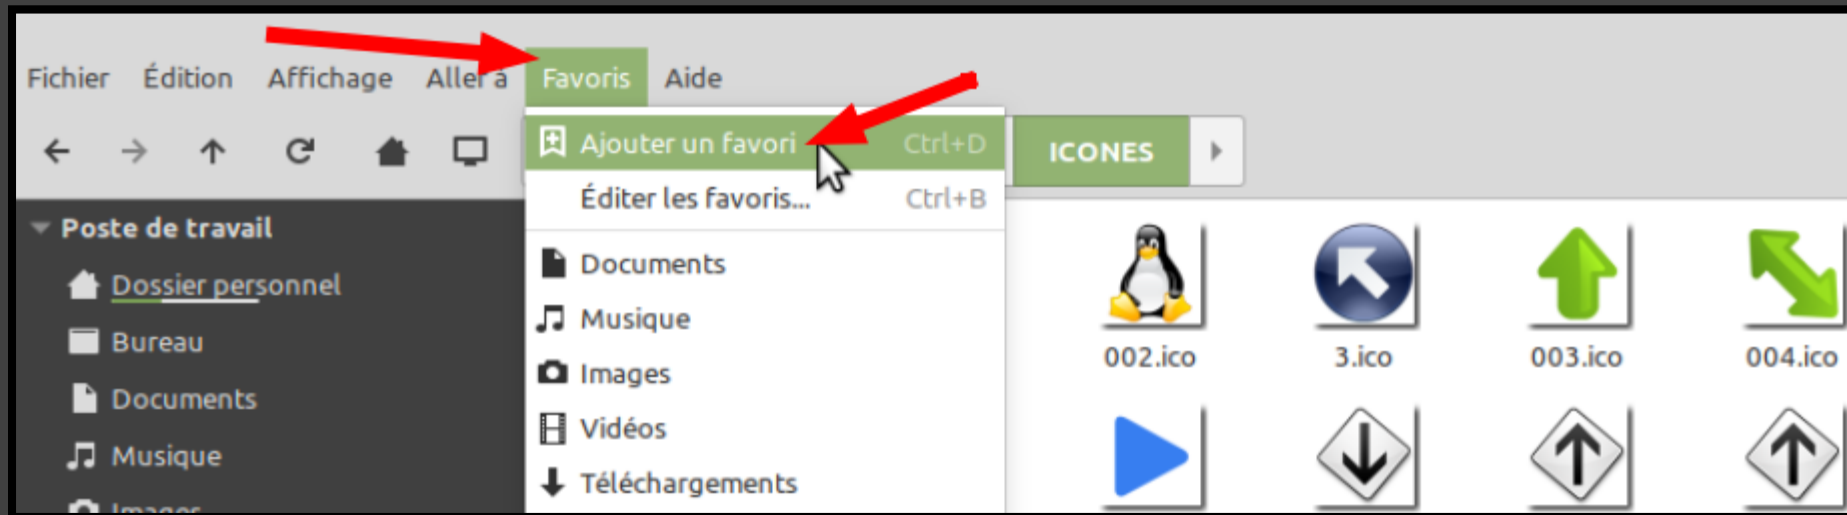 Fichier Édition Affichage Aller à Favoris Aide
Ajouter un favori Ctrl+D
ICONES
Éditer les favoris... Ctrl+B
Poste de travail
Dossier personnel
Bureau
Documents
Musique
Images
Documents
Musique
Images
Vidéos
Téléchargements
002.ico 3.ico 003.ico 004.ico